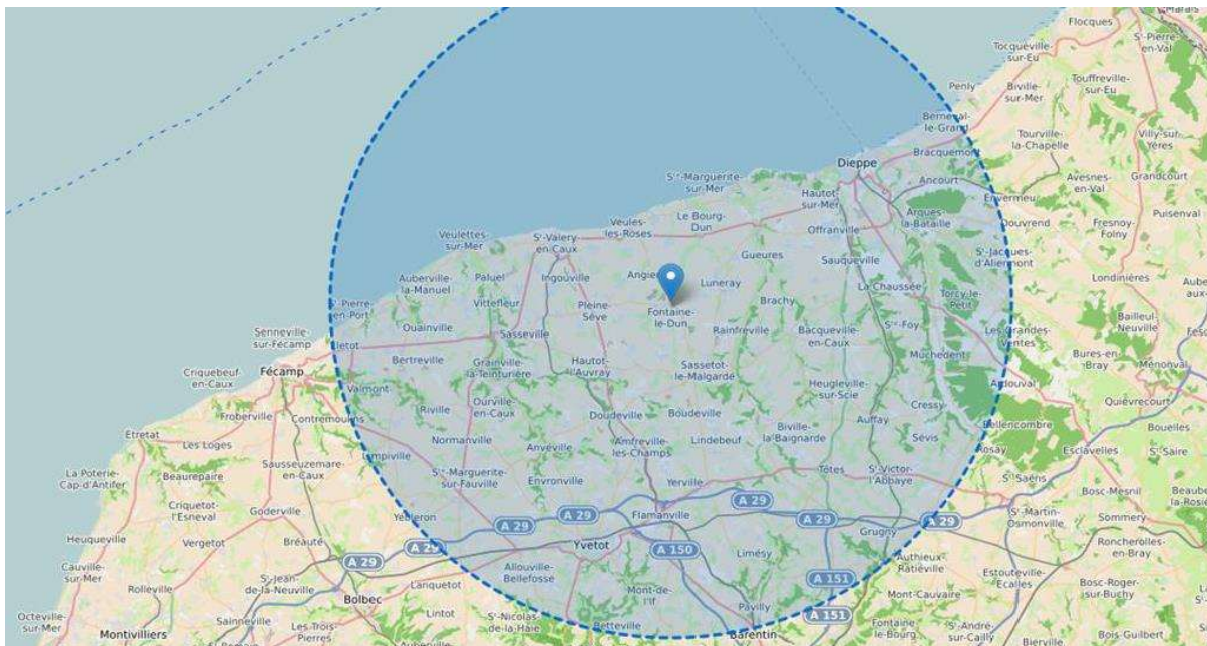 Marais
Flocques
St-Pierre-
en-Val
Tocquéville-
sur-Eu
Touffreville-
sur-Eu
Penly
Biville-
sur-Mer
Berneval-
le-Grand
Tourville-
la-Chapelle
Villy-sur-
Yères
Bracquemont
Dieppe
Avesnes-
en-Val
Grandcourt
Ancourt
Ste-Marguerite-
sur-Mer
Hautot-
sur-Mer
Envermeu
Puisenval
Arques-
la-Bataille
Douvrend
Fresnoy-
Folny
Le Bourg-
Dun
Veules-
les-Roses
Offranville
Veulettes-
sur-Mer
St-Valery-
en-Caux
St-Jacques-
d'Aliermont
Gueures
Sauqueville
Londinières
Auberville-
la-Manuel
Paluel
Ingouville
Angiens
Luneray
La Chaussée
Torcy-le-
Petit
St-Pierre-
en-Port
Vittefleur
Pleine-
Sève
Fontaine-
le-Dun
Brachy
Bailleul-
Neuville
Senneville-
sur-Fécamp
Ouainville
Sasseville
Rainfreville
Bacqueville-
en-Caux
Ste-Foy
Les Grandes-
Ventes
Bertreville
Grainville-
la-Teinturière
Hautot-
l'Auvray
Sassetot-
le-Malgardé
Muchedent
Bures-
en-Bray
Ménonval
Criquebeuf-
en-Caux
Fécamp
Valmont
Heugleville-
sur-Scie
Ardouval
Froberville
Contremoulins
Riville
Ourville-
en-Caux
Doudeville
Boudeville
Auffay
Cressy
Quièvrecourt
Bellencombre
Etretat
Les Loges
Normanville
Anvéville
Amfreville-
les-Champs
Lindebeuf
Biville-
la-Baignarde
Sévis
Rosay
Esclavelles
Bouelles
St-Saire
La Poterie-
Cap-d'Antifer
Beaurepaire
Sausseuzemare-
en-Caux
Ste-Marguerite-
sur-Fauville
Envronville
Yerville
Tôtes
St-Victor-
l'Abbaye
St-Saëns
Bosc-Mesnil
Criquetot-
l'Esneval
Goderville
A 29
A 29
A 29
A 29
A 29
A 29
Flamanville
St-Martin-
Osmonville
Sommery
Heuqueville
Vergetot
Bréauté
Yébleron
Yvetot
A 150
Limésy
Grugny
Roncherolles-
en-Bray
Cauville-
sur-Mer
Rolleville
St-Jean-
de-la-Neuville
Lanquetot
Allouville-
Bellefosse
Mont-de-
l'If
A 151
A 151
Authieux-
Ratiéville
Estouteville-
Ecalles
Mont-Cauvaire
Bosc-Roger-
sur-Buchy
Octeville-
sur-Mer
Sainneville
Bolbec
Lintot
Pavilly
Montivilliers
Les Trois-
Pierres
St-Nicolas-
de-la-Haie
Betteville
Barentin
Fontaine-
le-Bourg
St-André-
sur-Cailly
Bierville
Bois-Guilbert